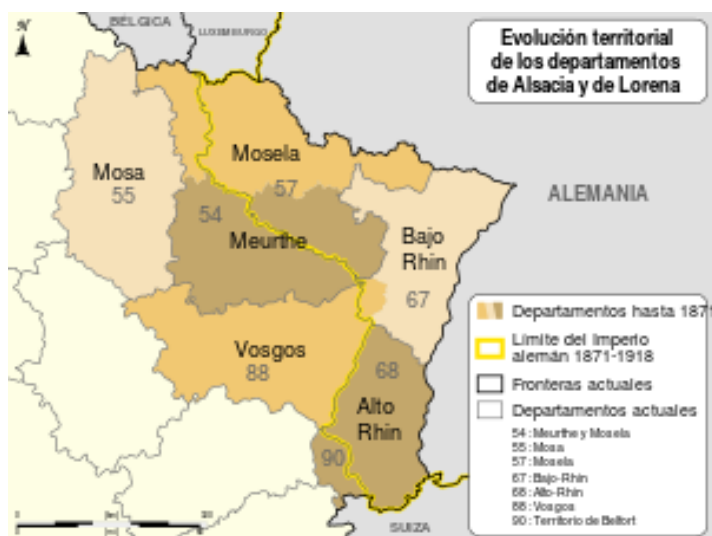 BÉLGICA
LUXEMBURGO
Evolución territorial
de los departamentos
de Alsacia y de Lorena
Mosela
57
Mosa
55
54
Meurthe
ALEMANIA
Bajo
Rhin
67
Vosgos
88
68
Alto
Rhin
90
SUIZA
Departamentos hasta 1871
Límite del Imperio
alemán 1871-1918
Fronteras actuales
Departamentos actuales
54: Meurthe y Mosela
55: Mosa
57: Mosela
67: Bajo-Rhin
68: Alto-Rhin
88: Vosgos
90: Territorio de Belfort